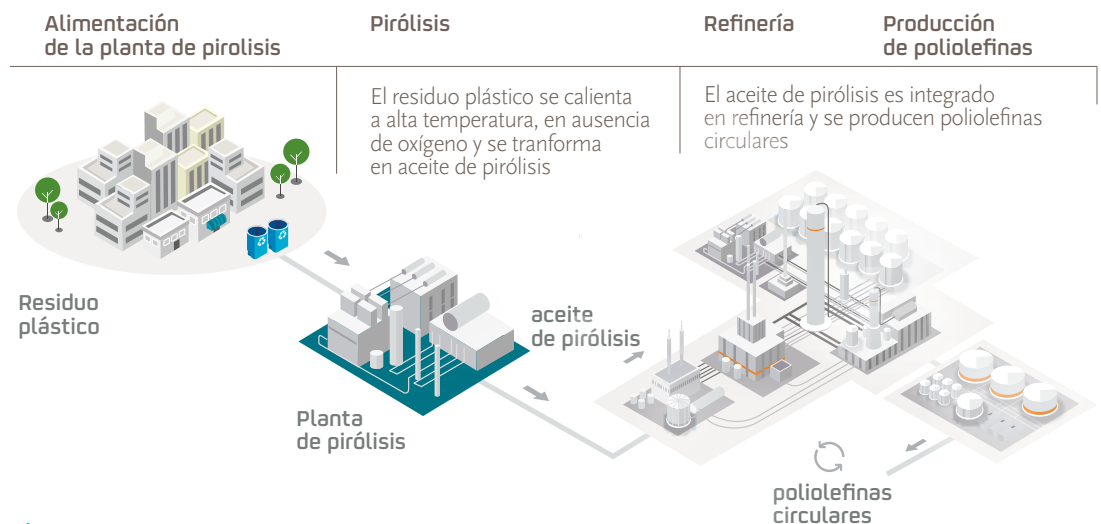 Alimentación
de la planta de pirolisis
Pirólisis
Refinería
Producción
de poliolefinas
El residuo plástico se calienta
a alta temperatura, en ausencia
de oxígeno y se tranforma
en aceite de pirólisis
El aceite de pirólisis es integrado
en refinería y se producen poliolefinas
circulares
Residuo
plástico
Planta
de pirólisis
aceite
de pirólisis
poliolefinas
circulares